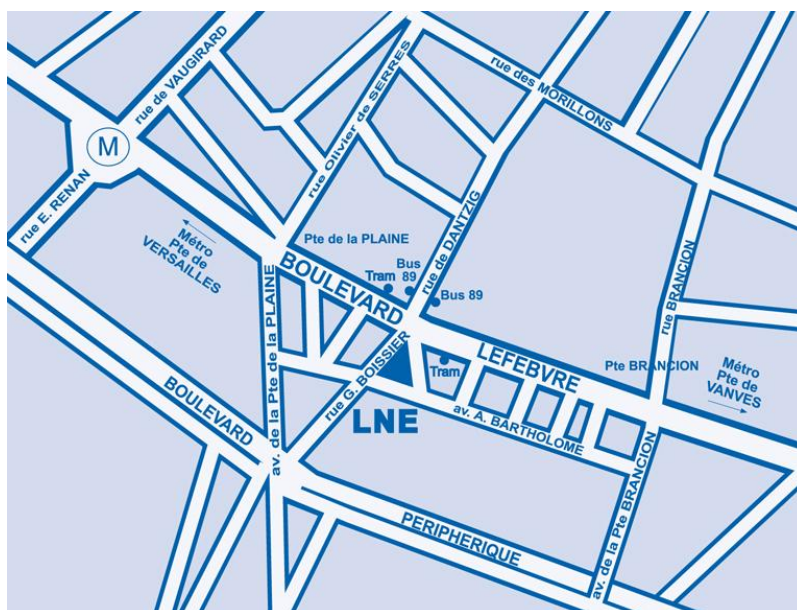 rue de VAUGIRARD
rue Olivier de SERRES
rue des MORILLONS
M
rue E. RENAN
Métro
Pte de
VERSAILLES
Pte de la PLAINE
rue de DANTZIG
Bus
89
Tram
Bus 89
BOULEVARD
LEFEBVRE
rue BRANCION
Pte BRANCION
Métro
Pte de
VANVES
av. de la Pte de la PLAINE
rue G. BOISSIER
Tram
LNE
av. A. BARTHOLOME
BOULEVARD
PERIPHERIQUE
av. de la Pte BRANCION